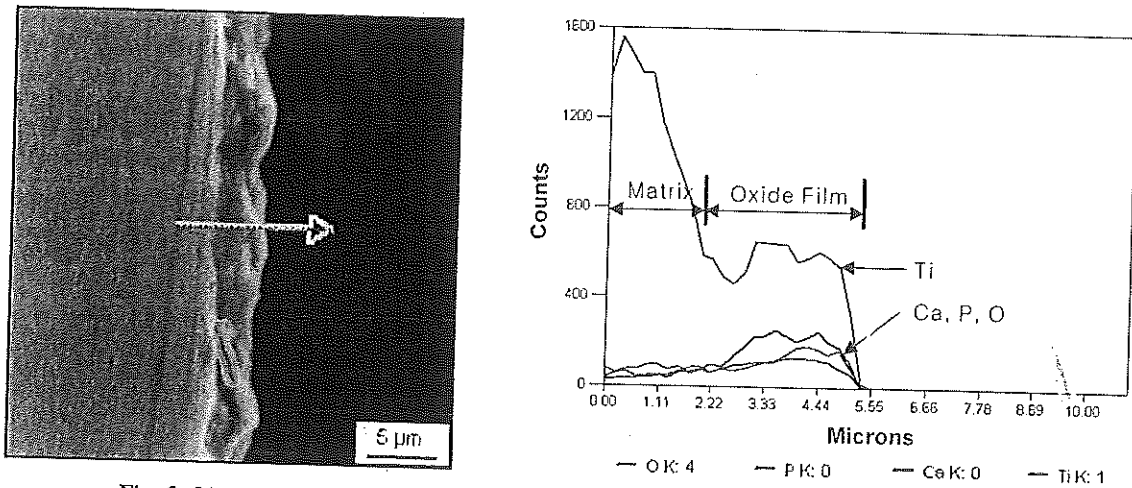 5 µm
1600
1200
800
400
0
Counts
Matrix
Oxide Film
Ti
Ca, P, O
0.00 1.11 2.22 3.33 4.44 5.55 6.66 7.78 8.89 10.00
Microns
O K: 4 P K: 0 Ca K: 0 Ti K: 1